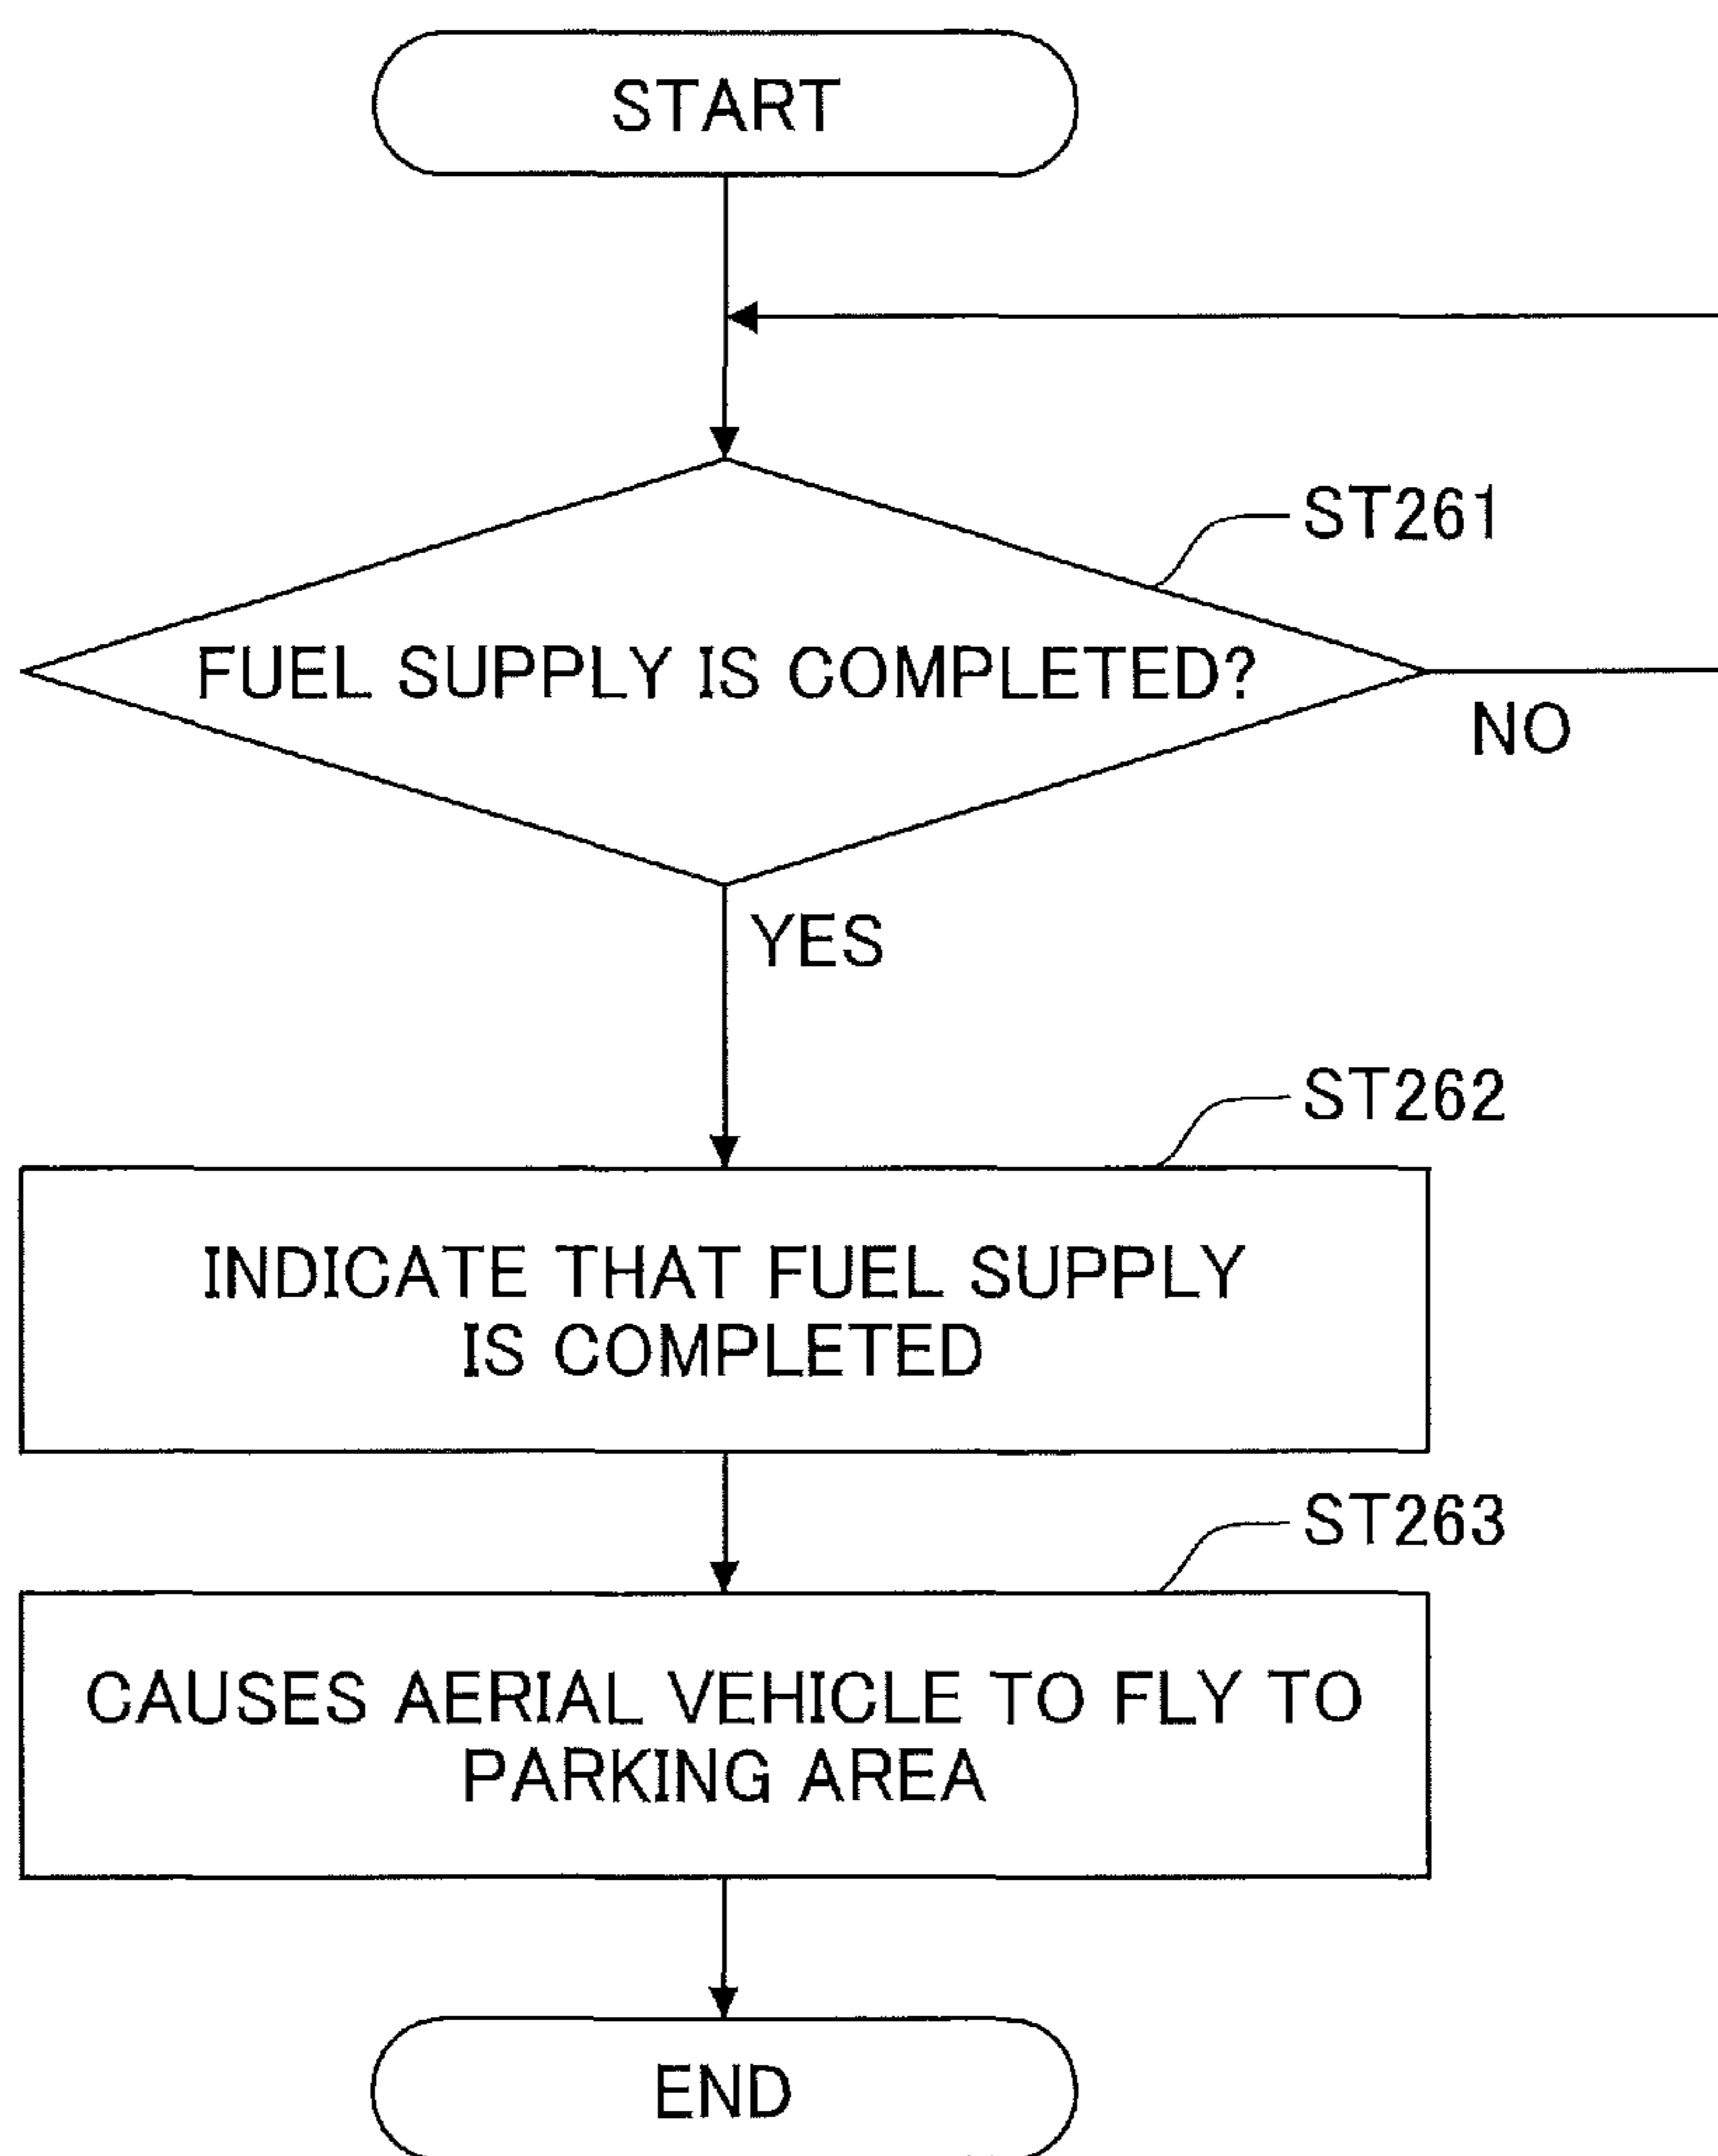 START
ST261
FUEL SUPPLY IS COMPLETED?
NO
YES
ST262
INDICATE THAT FUEL SUPPLY
IS COMPLETED
ST263
CAUSES AERIAL VEHICLE TO FLY TO
PARKING AREA
END